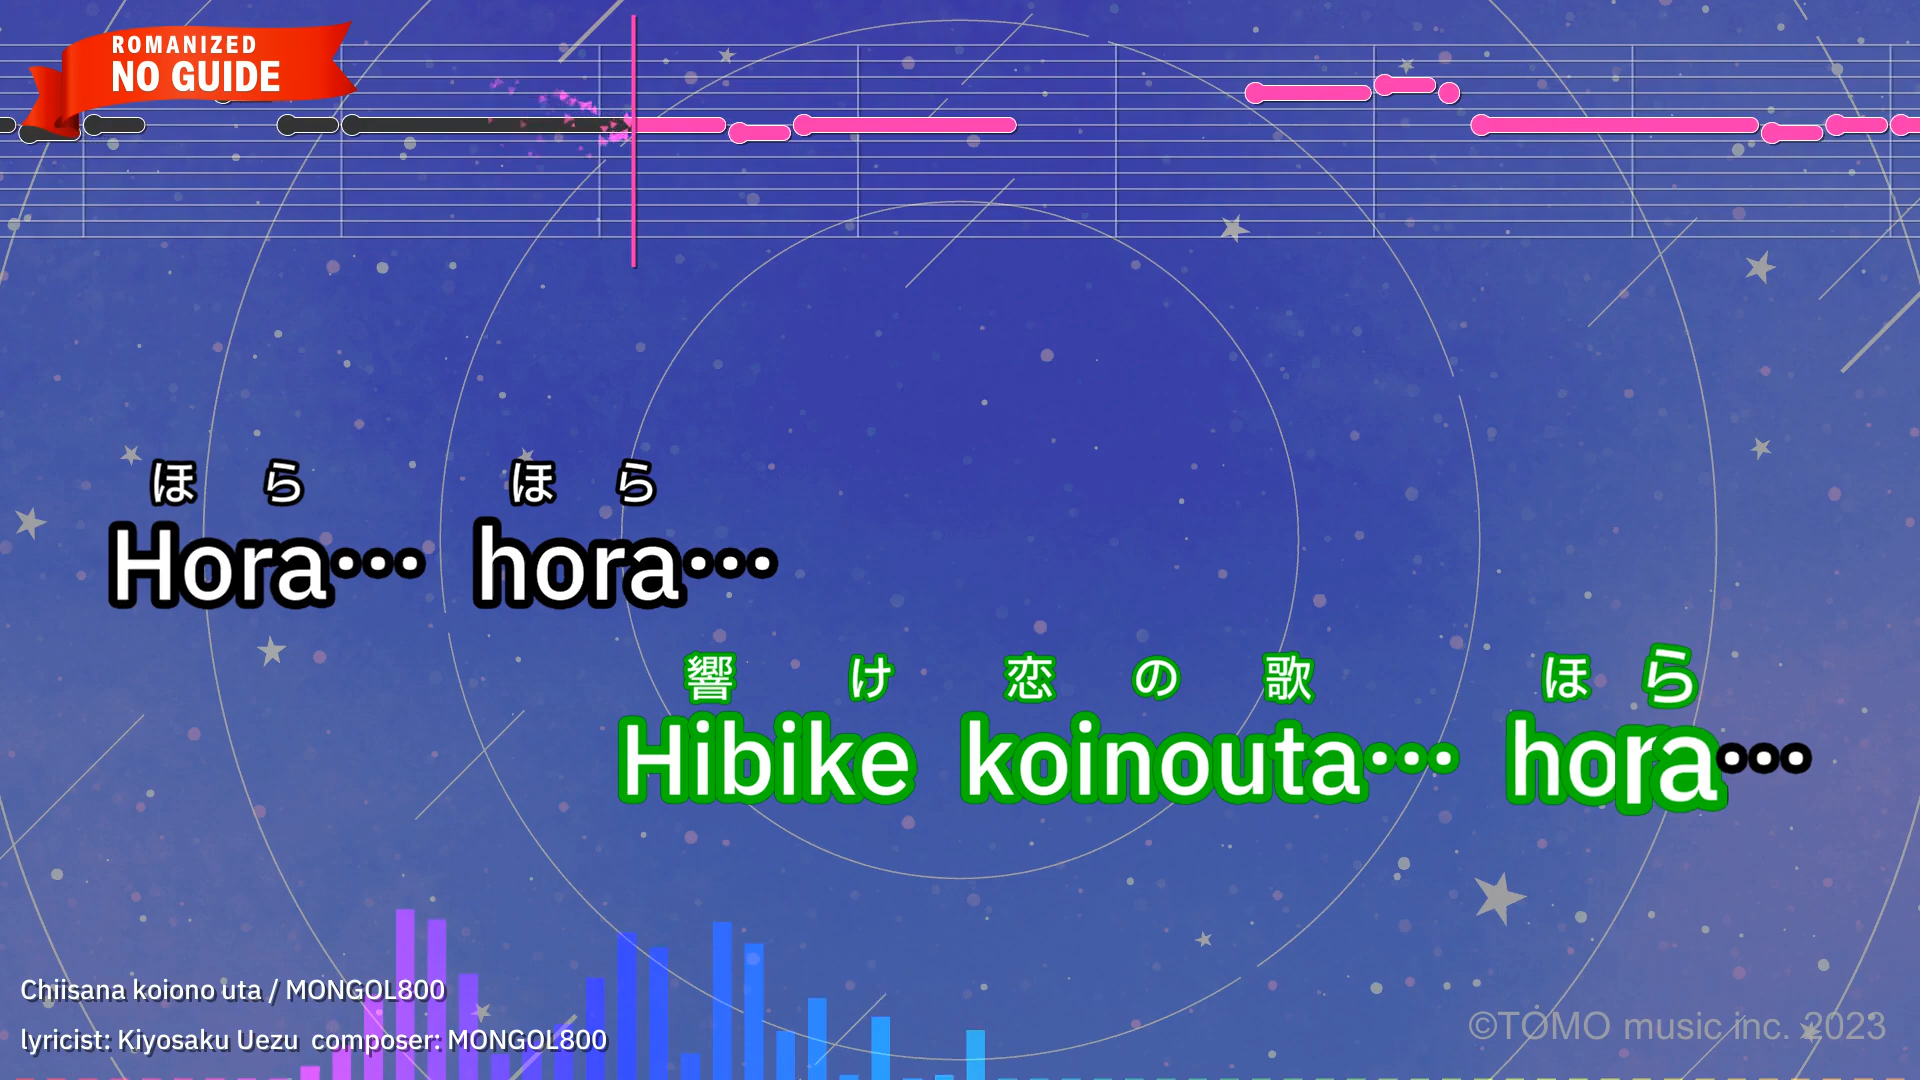 ROMANIZED
NO GUIDE
ほら ほら
Hora… hora…
響け恋の歌 ほら
Hibike koinouta… hora…
Chiisana koiono uta / MONGOL800
lyricist: Kiyosaku Uezu composer: MONGOL800
©TOMO music inc. 2023